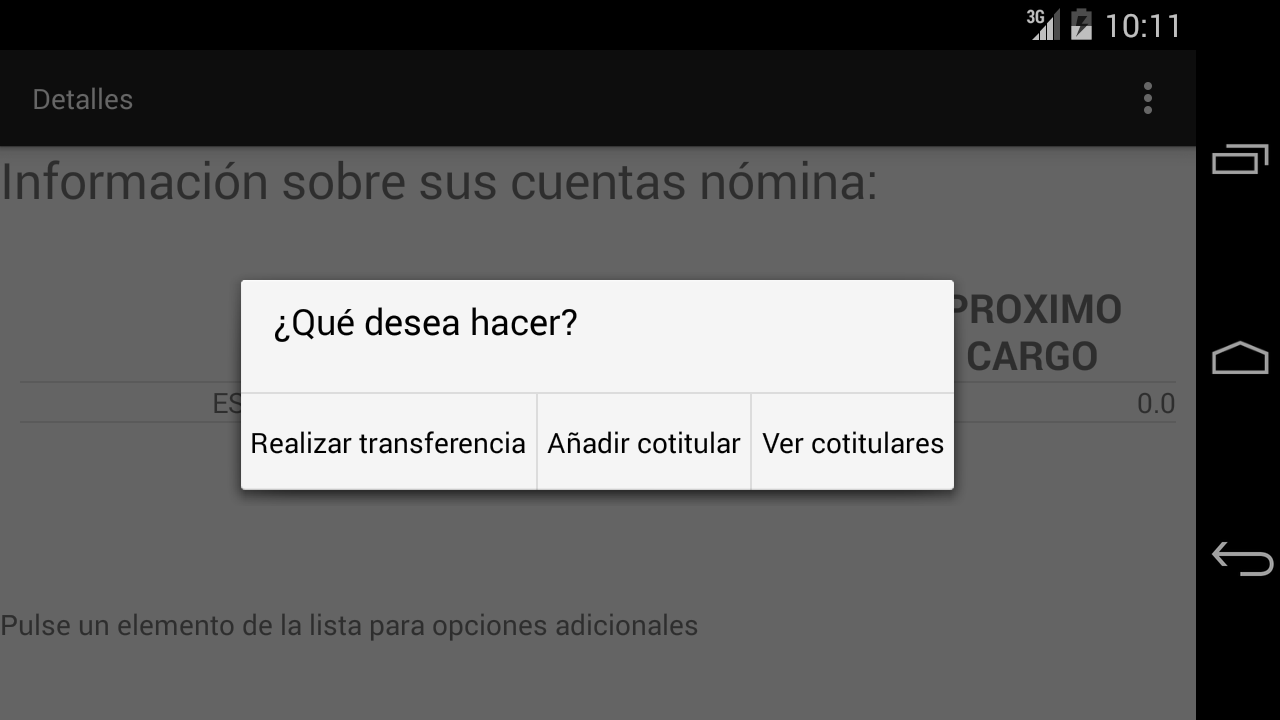 3G 10:11
Detalles
Información sobre sus cuentas nómina:
PROXIMO
CARGO
0.0
¿Qué desea hacer?
Realizar transferencia Añadir cotitular Ver cotitulares
Pulse un elemento de la lista para opciones adicionales